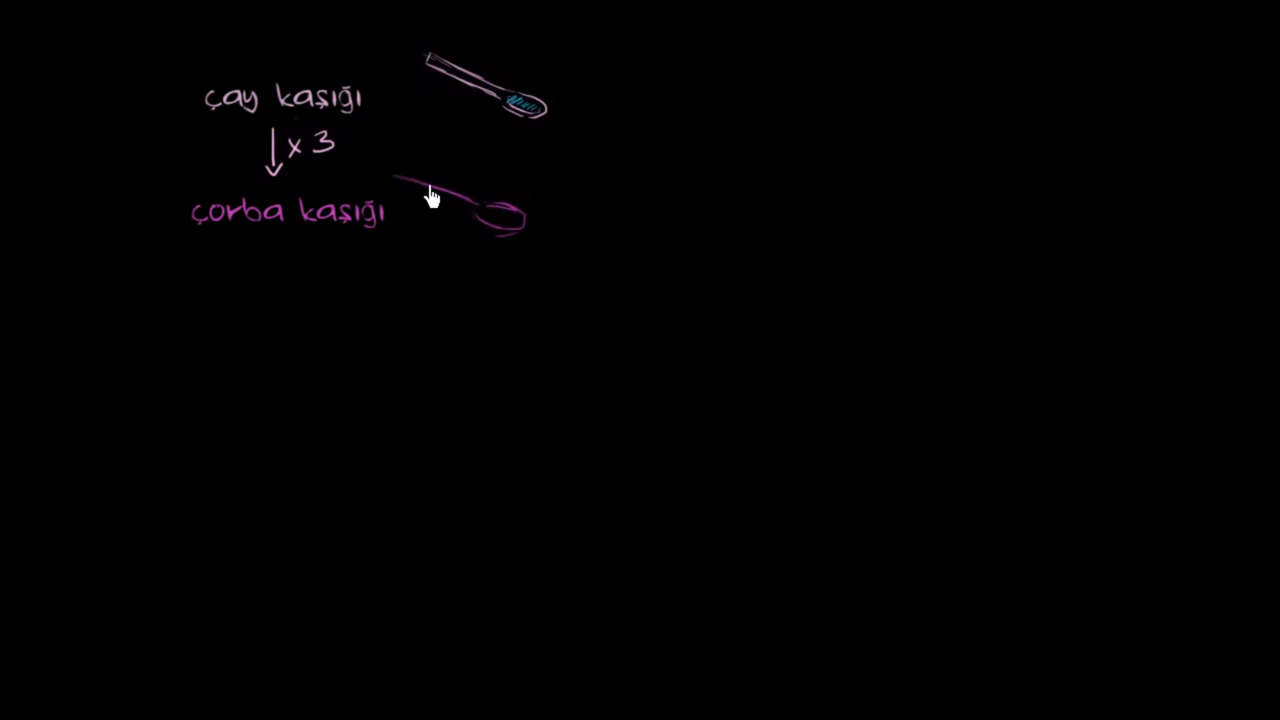 çay kaşığı
↓ x 3
çorba kaşığı